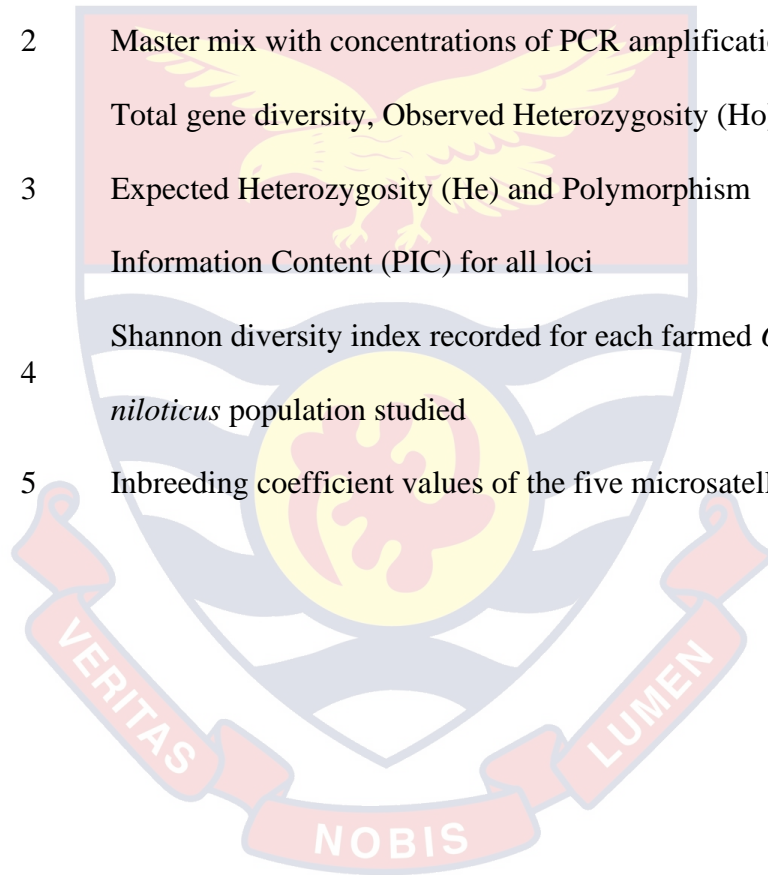 2 Master mix with concentrations of PCR
Total gene diversity, Observed Heterozygosity (Ho)
3 Expected Heterozygosity (He) and Polymorphism
Information Content (PIC) for all loci
Shannon diversity index recorded for each farmed
4
niloticus population studied
5 Inbreeding coefficient values of the five
VERITAS
NOBIS
LUMEN